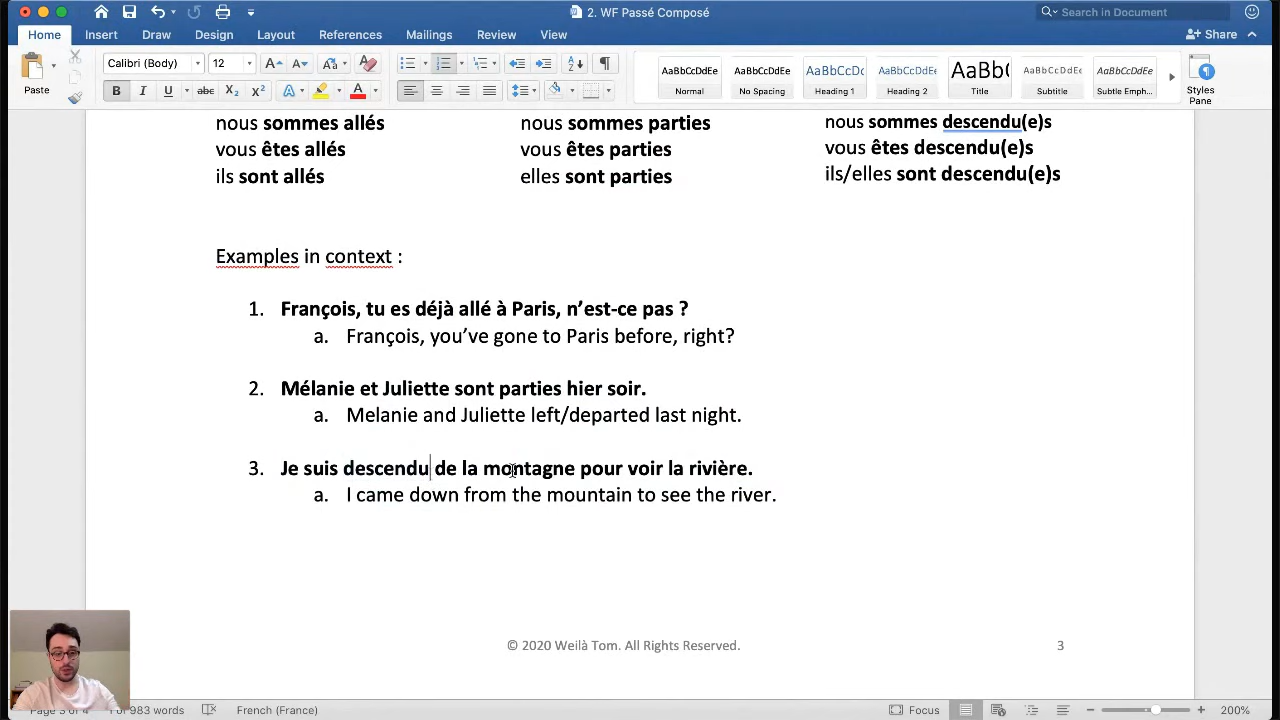 2. WF Passé Composé
Search in Document
Home Insert Draw Design Layout References Mailings Review View Share
Paste Calibri (Body) 12
AaBbCcDdEe AaBbCcDdEe AaBbCcDc AaBbCcDdEe AaBbCcDc AaBbCcDdEe AaBbCcDdEe
Normal No Spacing Heading 1 Heading 2 Title Subtitle Subtle Emph... Styles Pane
nous sommes allés nous sommes parties nous sommes descendu(e)s
vous êtes allés vous êtes parties vous êtes descendu(e)s
ils sont allés elles sont parties ils/elles sont descendu(e)s
Examples in context :
1. François, tu es déjà allé à Paris, n’est-ce pas ?
a. François, you’ve gone to Paris before, right?
2. Mélanie et Juliette sont parties hier soir.
a. Melanie and Juliette left/departed last night.
3. Je suis descendu de la montagne pour voir la rivière.
a. I came down from the mountain to see the river.
© 2020 Weilà Tom. All Rights Reserved. 3
983 words French (France) Focus 200%